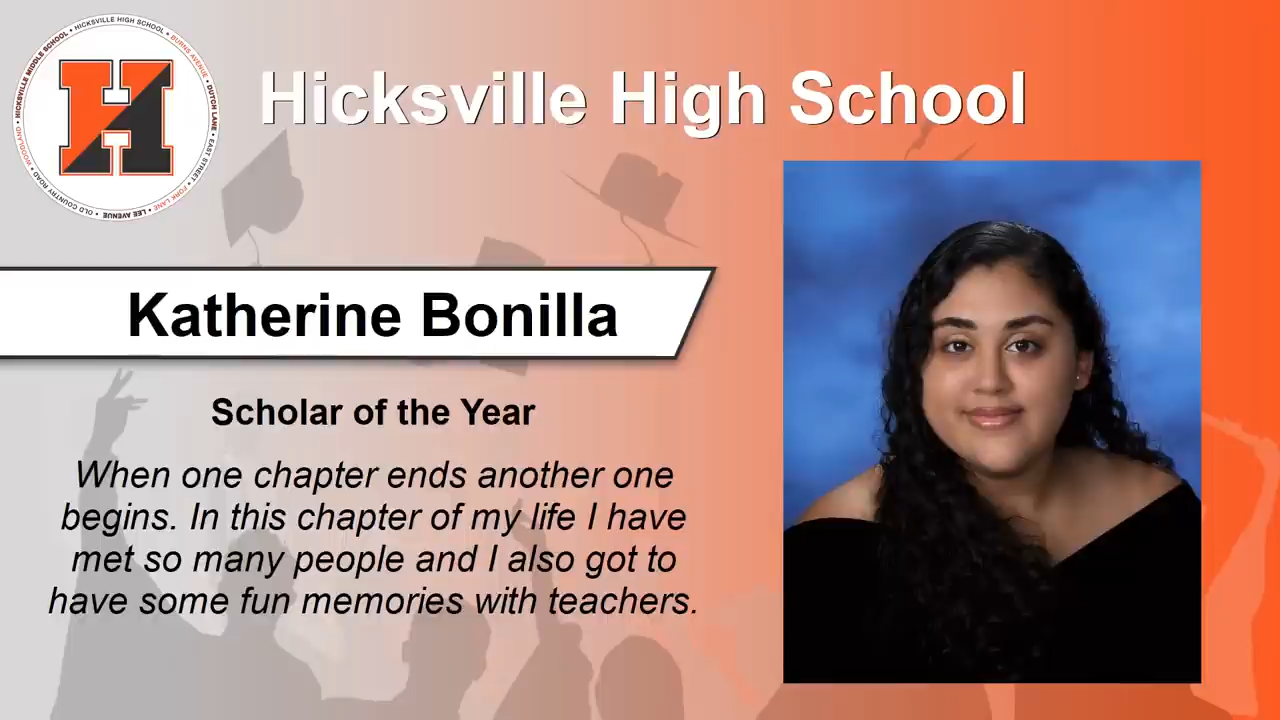 HICKSVILLE MIDDLE SCHOOL • HICKSVILLE HIGH SCHOOL • BURNS AVENUE • DUTCH LANE • EAST STREET • FORK LANE • LEE AVENUE • OLD COUNTRY ROAD • WOODLAND •
H
Hicksville High School
Katherine Bonilla
Scholar of the Year
When one chapter ends another one
begins. In this chapter of my life I have
met so many people and I also got to
have some fun memories with teachers.